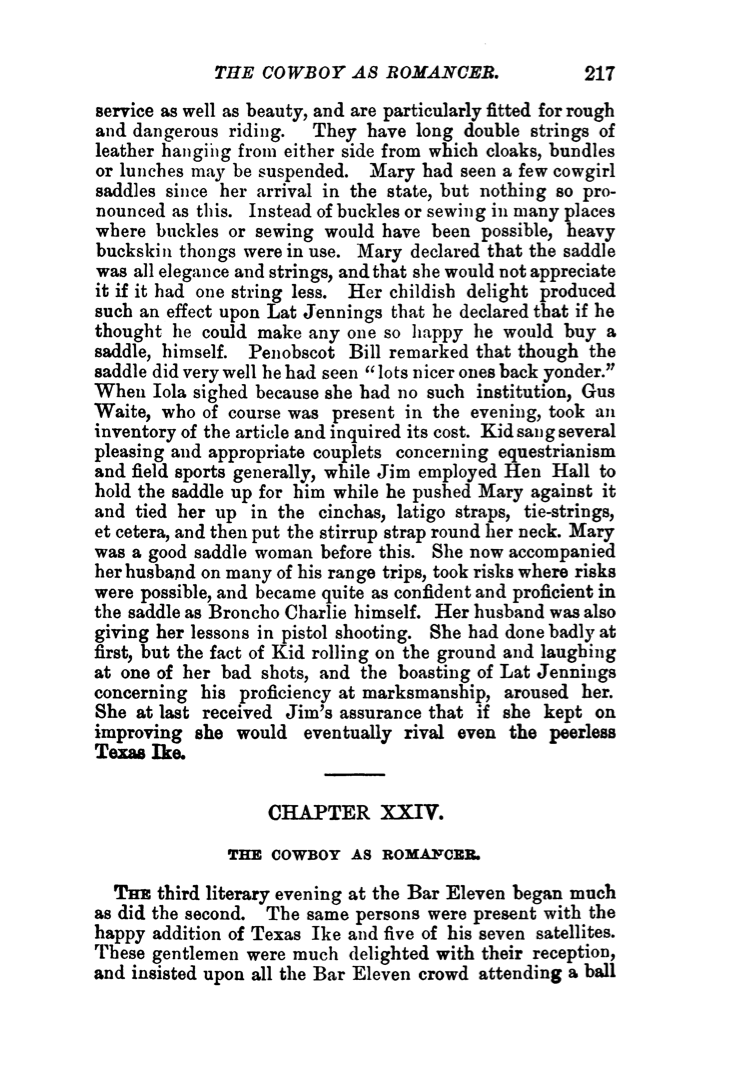 THE COWBOY AS ROMANCER. 217
service as well as beauty, and are particularly fitted for rough
and dangerous riding. They have long double strings of
leather hanging from either side from which cloaks, bundles
or lunches may be suspended. Mary had seen a few cowgirl
saddles since her arrival in the state, but nothing so pro-
nounced as this. Instead of buckles or sewing in many places
where buckles or sewing would have been possible, heavy
buckskin thongs were in use. Mary declared that the saddle
was all elegance and strings, and that she would not appreciate
it if it had one string less. Her childish delight produced
such an effect upon Lat Jennings that he declared that if he
thought he could make any one so happy he would buy a
saddle, himself. Penobscot Bill remarked that though the
saddle did very well he had seen “lots nicer ones back yonder.”
When Iola sighed because she had no such institution, Gus
Waite, who of course was present in the evening, took an
inventory of the article and inquired its cost. Kid sang several
pleasing and appropriate couplets concerning equestrianism
and field sports generally, while Jim employed Hen Hall to
hold the saddle up for him while he pushed Mary against it
and tied her up in the cinchas, latigo straps, tie-strings,
et cetera, and then put the stirrup strap round her neck. Mary
was a good saddle woman before this. She now accompanied
her husband on many of his range trips, took risks where risks
were possible, and became quite as confident and proficient in
the saddle as Broncho Charlie himself. Her husband was also
giving her lessons in pistol shooting. She had done badly at
first, but the fact of Kid rolling on the ground and laughing
at one of her bad shots, and the boasting of Lat Jennings
concerning his proficiency at marksmanship, aroused her.
She at last received Jim’s assurance that if she kept on
improving she would eventually rival even the peerless
Texas Ike.
CHAPTER XXIV.
THE COWBOY AS ROMANCER.
THE third literary evening at the Bar Eleven began much
as did the second. The same persons were present with the
happy addition of Texas Ike and five of his seven satellites.
These gentlemen were much delighted with their reception,
and insisted upon all the Bar Eleven crowd attending a ball